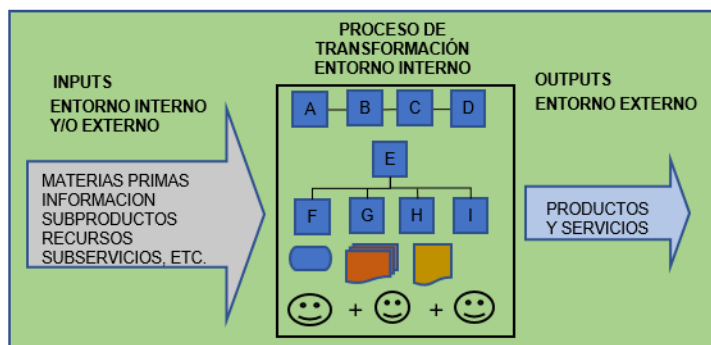 PROCESO DE
TRANSFORMACIÓN
ENTORNO INTERNO
INPUTS
ENTORNO INTERNO
Y/O EXTERNO
MATERIAS PRIMAS
INFORMACION
SUBPRODUCTOS
RECURSOS
SUBSERVICIOS, ETC.
A B C D
E
F G H I
+ +
OUTPUTS
ENTORNO EXTERNO
PRODUCTOS
Y SERVICIOS